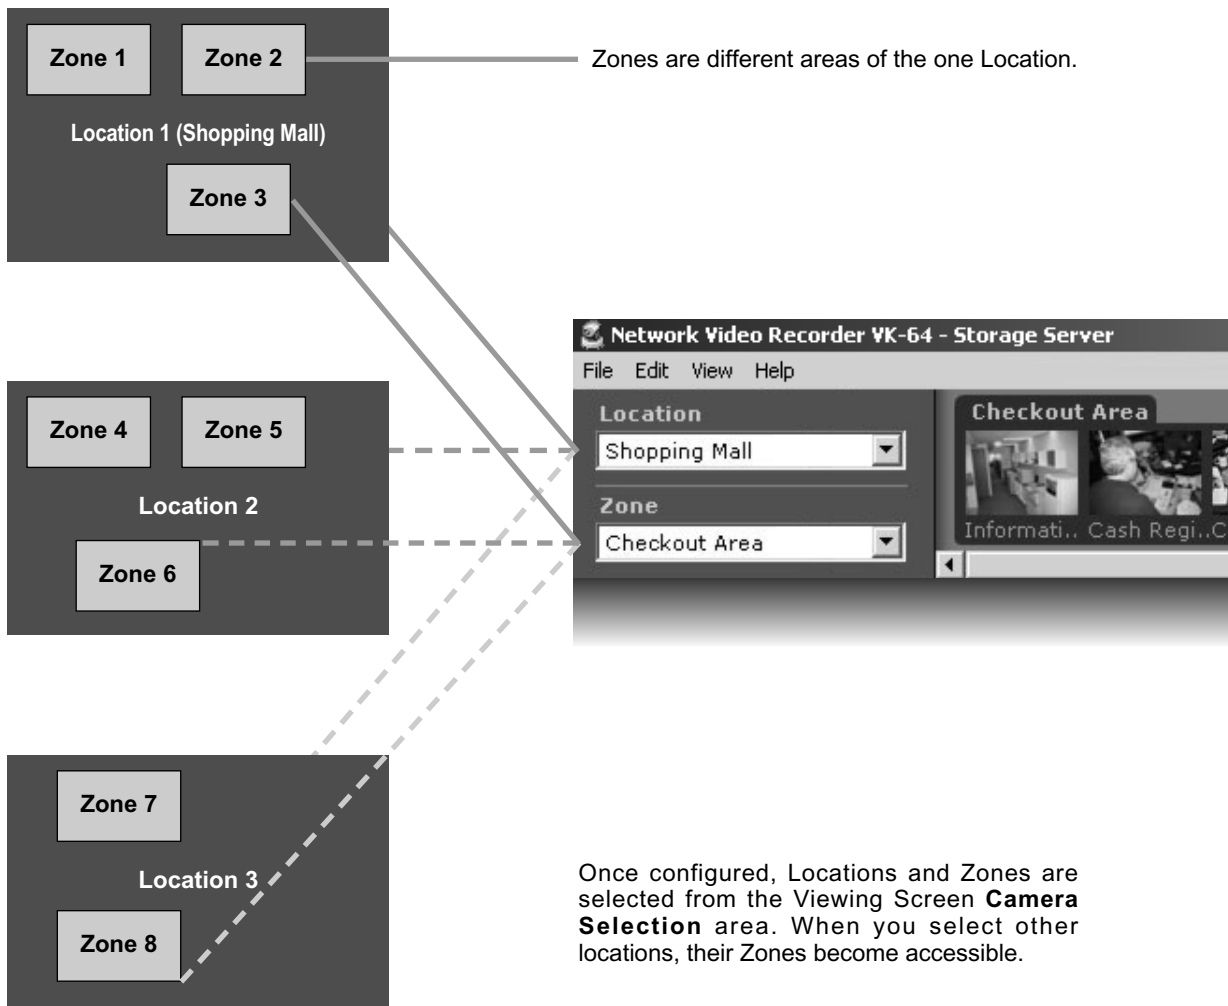 Zone 1
Zone 2
Zones are different areas of the one Location.
Location 1 (Shopping Mall)
Zone 3
Network Video Recorder VK-64 - Storage Server
File Edit View Help
Location
Shopping Mall
Zone
Checkout Area
Checkout Area
Informati.. Cash Regi..C
Zone 4
Zone 5
Location 2
Zone 6
Zone 7
Location 3
Zone 8
Once configured, Locations and Zones are
selected from the Viewing Screen Camera
Selection area. When you select other
locations, their Zones become accessible.